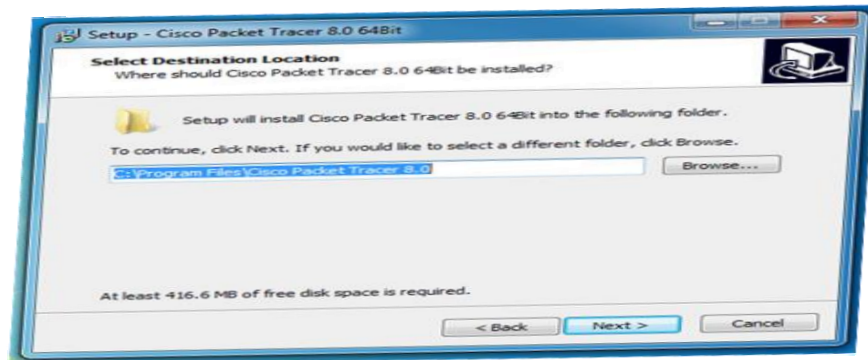 Setup - Cisco Packet Tracer 8.0 64Bit
Select Destination Location
Where should Cisco Packet Tracer 8.0 64Bit be installed?
Setup will install Cisco Packet Tracer 8.0 64Bit into the following folder.
To continue, click Next. If you would like to select a different folder, click Browse.
C:\Program Files\Cisco Packet Tracer 8.0
Browse...
At least 416.6 MB of free disk space is required.
< Back
Next >
Cancel